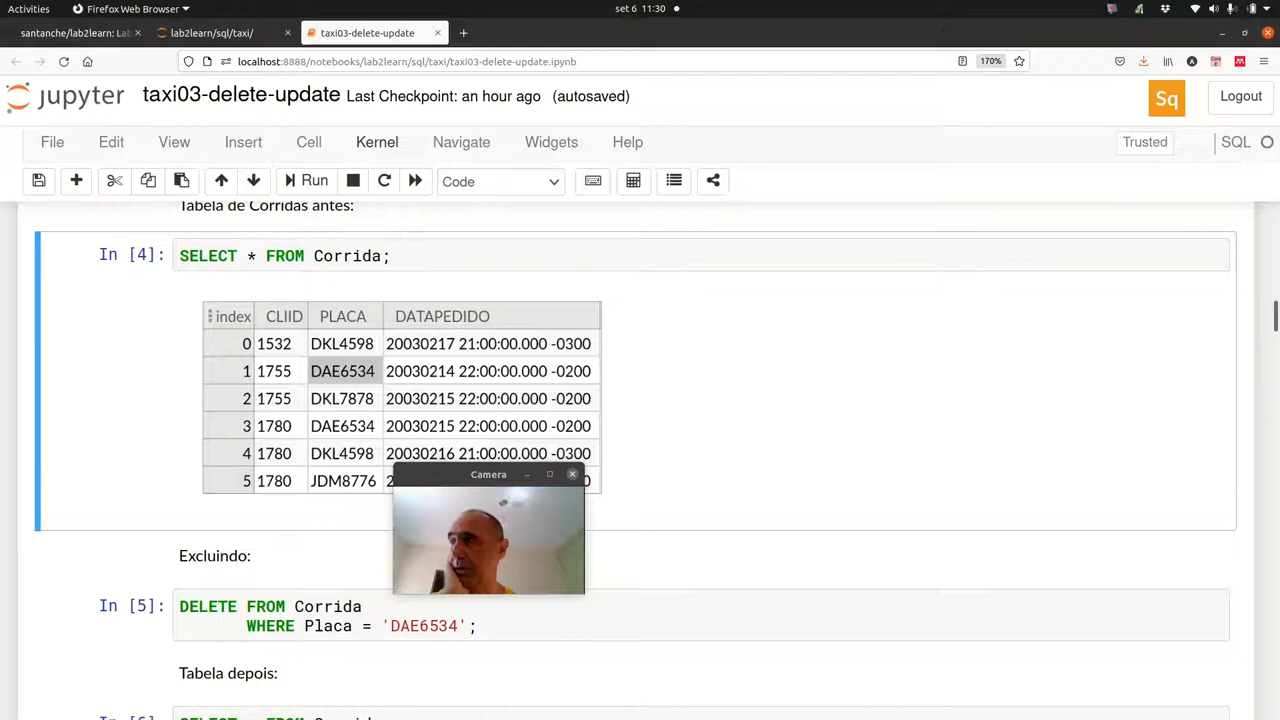 Activities Firefox Web Browser set 6 11:30
santanche/lab2learn: Lab lab2learn/sql/taxi/ taxi03-delete-update
localhost:8888/notebooks/lab2learn/sql/taxi/taxi03-delete-update.ipynb 170%
jupyter taxi03-delete-update Last Checkpoint: an hour ago (autosaved) Sq Logout
File Edit View Insert Cell Kernel Navigate Widgets Help Trusted SQL
Run Code
Tabela de Corridas antes:
In [4]: SELECT * FROM Corrida;
index CLIID PLACA DATAPEDIDO
0 1532 DKL4598 20030217 21:00:00.000 -0300
1 1755 DAE6534 20030214 22:00:00.000 -0200
2 1755 DKL7878 20030215 22:00:00.000 -0200
3 1780 DAE6534 20030215 22:00:00.000 -0200
4 1780 DKL4598 20030216 21:00:00.000 -0300
5 1780 JDM8776
Camera
Excluindo:
In [5]: DELETE FROM Corrida
WHERE Placa = 'DAE6534';
Tabela depois: